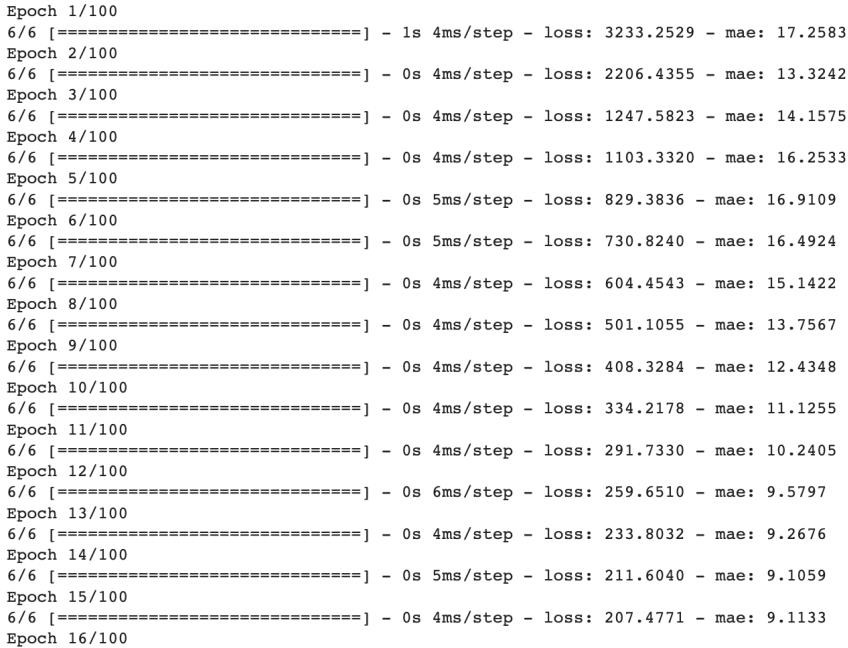 Epoch 1/100
6/6 [==============================] - 1s 4ms/step - loss: 3233.2529 - mae: 17.2583
Epoch 2/100
6/6 [==============================] - 0s 4ms/step - loss: 2206.4355 - mae: 13.3242
Epoch 3/100
6/6 [==============================] - 0s 4ms/step - loss: 1247.5823 - mae: 14.1575
Epoch 4/100
6/6 [==============================] - 0s 4ms/step - loss: 1103.3320 - mae: 16.2533
Epoch 5/100
6/6 [==============================] - 0s 5ms/step - loss: 829.3836 - mae: 16.9109
Epoch 6/100
6/6 [==============================] - 0s 5ms/step - loss: 730.8240 - mae: 16.4924
Epoch 7/100
6/6 [==============================] - 0s 4ms/step - loss: 604.4543 - mae: 15.1422
Epoch 8/100
6/6 [==============================] - 0s 4ms/step - loss: 501.1055 - mae: 13.7567
Epoch 9/100
6/6 [==============================] - 0s 4ms/step - loss: 408.3284 - mae: 12.4348
Epoch 10/100
6/6 [==============================] - 0s 4ms/step - loss: 334.2178 - mae: 11.1255
Epoch 11/100
6/6 [==============================] - 0s 4ms/step - loss: 291.7330 - mae: 10.2405
Epoch 12/100
6/6 [==============================] - 0s 6ms/step - loss: 259.6510 - mae: 9.5797
Epoch 13/100
6/6 [==============================] - 0s 4ms/step - loss: 233.8032 - mae: 9.2676
Epoch 14/100
6/6 [==============================] - 0s 5ms/step - loss: 211.6040 - mae: 9.1059
Epoch 15/100
6/6 [==============================] - 0s 4ms/step - loss: 207.4771 - mae: 9.1133
Epoch 16/100